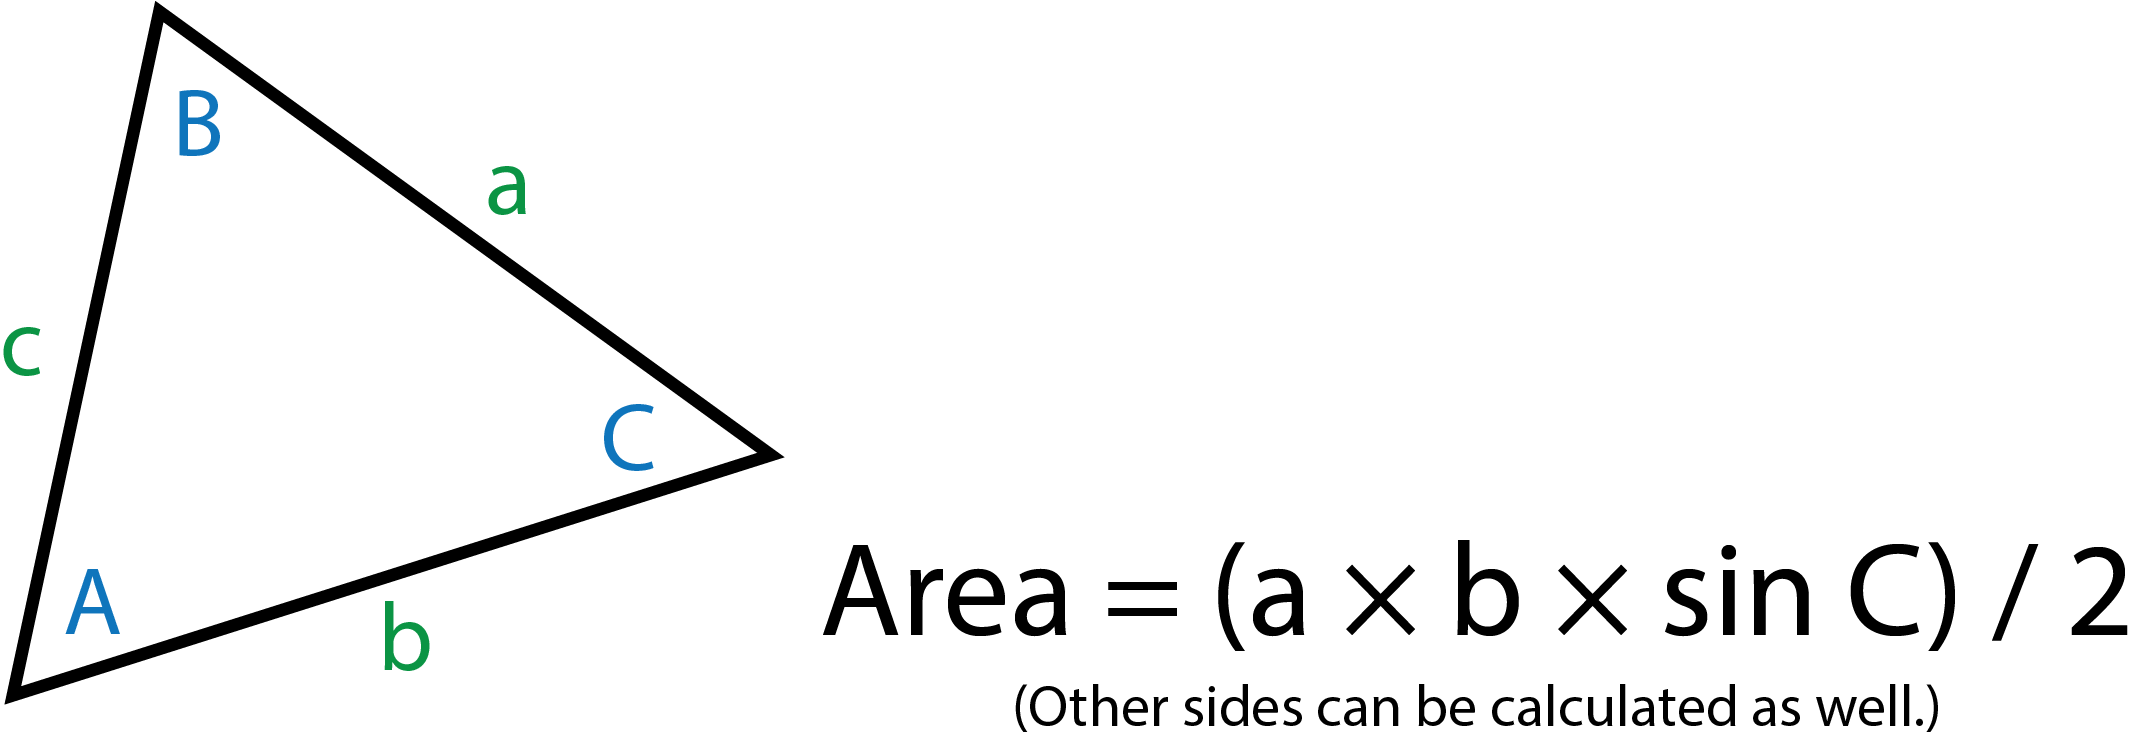 B
a
c
C
A
b
Area = (a × b × sin C) / 2
(Other sides can be calculated as well.)